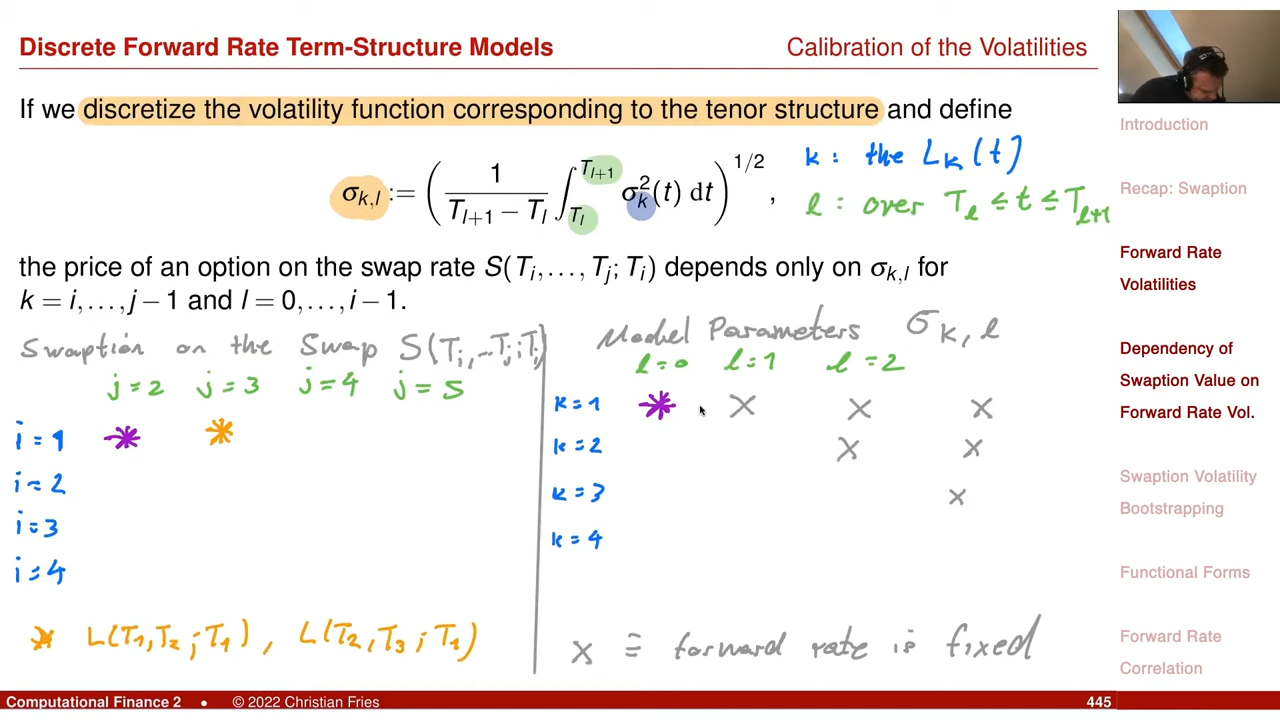 Discrete Forward Rate Term-Structure Models
Calibration of the Volatilities
If we discretize the volatility function corresponding to the tenor structure and define
σ_{k,l} := ( 1 / (T_{l+1} − T_l) ∫_{T_l}^{T_{l+1}} σ_k^2(t) dt )^{1/2} ,
k : the L_k(t)
l : over T_l ≤ t ≤ T_{l+1}
the price of an option on the swap rate S(T_i, …, T_j; T_i) depends only on σ_{k,l} for
k = i, …, j − 1 and l = 0, …, i − 1.
Swaption on the Swap S(T_i, … T_j; T_i)
j = 2 j = 3 j = 4 j = 5
i = 1 * *
i = 2
i = 3
i = 4
* L(T_1, T_2 ; T_1) , L(T_2, T_3 ; T_1)
Model Parameters σ_{k, l}
l = 0 l = 1 l = 2
k = 1 * x x x
k = 2 x x
k = 3 x
k = 4
x ≡ forward rate is fixed
Introduction
Recap: Swaption
Forward Rate
Volatilities
Dependency of
Swaption Value on
Forward Rate Vol.
Swaption Volatility
Bootstrapping
Functional Forms
Forward Rate
Correlation
Computational Finance 2 • © 2022 Christian Fries
445